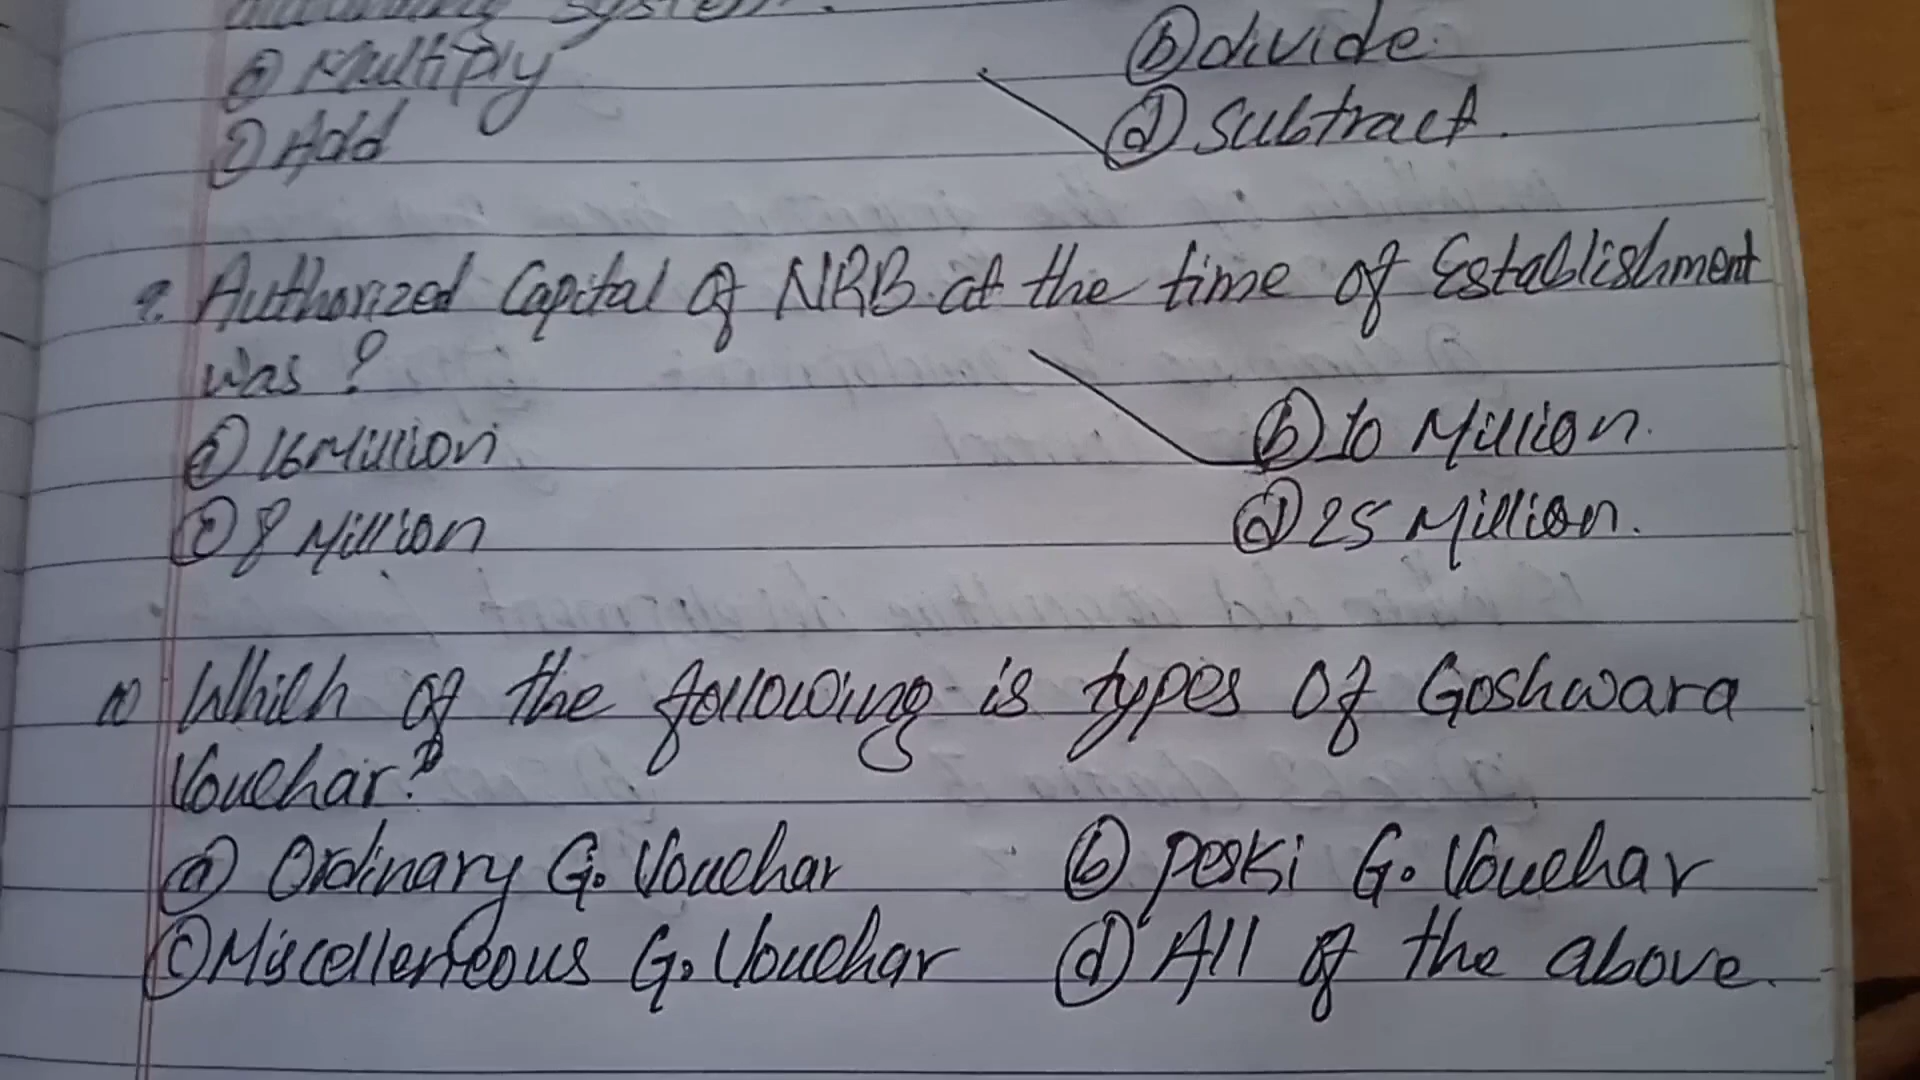 system.
ⓐ Multiply ⓑ divide.
ⓒ Add ⓓ Subtract.
9. Authorized Capital of NRB at the time of Establishment
was?
ⓐ 16 Million ⓑ 10 Million.
ⓒ 8 Million ⓓ 25 Million.
10 Which of the following is types of Goshwara
Vouchar?
ⓐ Ordinary G. Vouchar ⓑ peski G. Vouchar
ⓒ Miscelleneous G. Vouchar ⓓ All of the above.